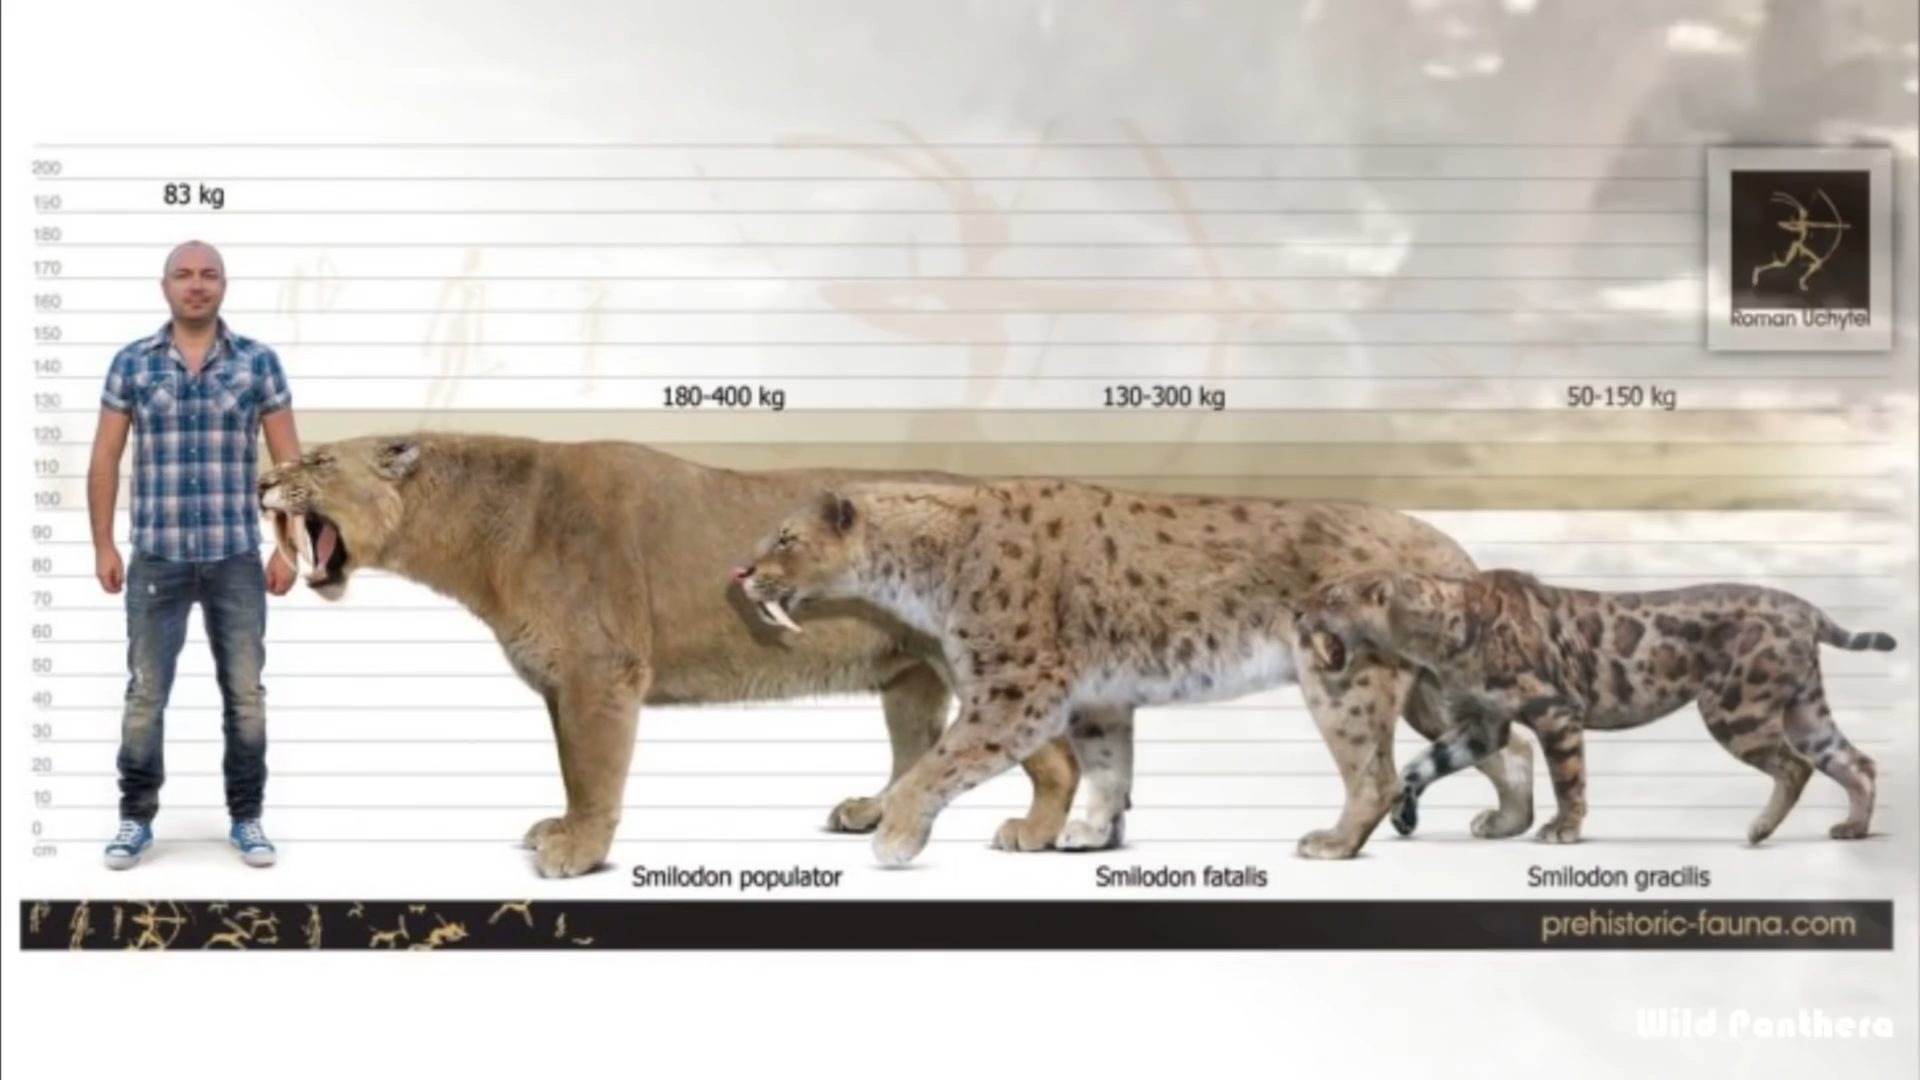 200
190
180
170
160
150
140
130
120
110
100
90
80
70
60
50
40
30
20
10
0
cm
83 kg
180-400 kg
130-300 kg
50-150 kg
Roman Uchytel
Smilodon populator
Smilodon fatalis
Smilodon gracilis
prehistoric-fauna.com
Wild Panthera